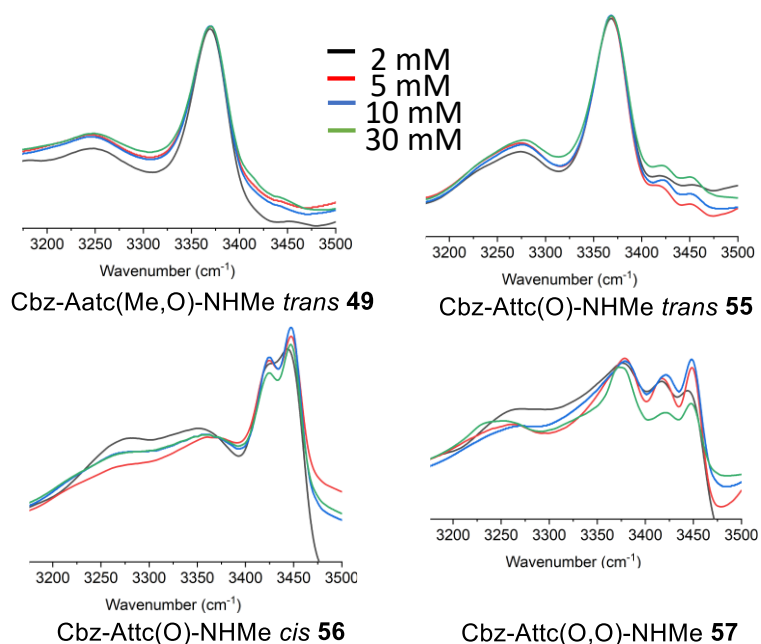 2 mM
5 mM
10 mM
30 mM
3200 3250 3300 3350 3400 3450 3500
Wavenumber (cm-1)
Cbz-Aatc(Me,O)-NHMe trans 49
3200 3250 3300 3350 3400 3450 3500
Wavenumber (cm-1)
Cbz-Attc(O)-NHMe trans 55
3200 3250 3300 3350 3400 3450 3500
Wavenumber (cm-1)
Cbz-Attc(O)-NHMe cis 56
3200 3250 3300 3350 3400 3450 3500
Wavenumber (cm-1)
Cbz-Attc(O,O)-NHMe 57